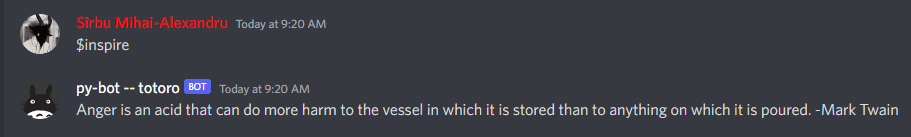 Sîrbu Mihai-Alexandru Today at 9:20 AM
$inspire
py-bot -- totoro BOT Today at 9:20 AM
Anger is an acid that can do more harm to the vessel in which it is stored than to anything on which it is poured. -Mark Twain